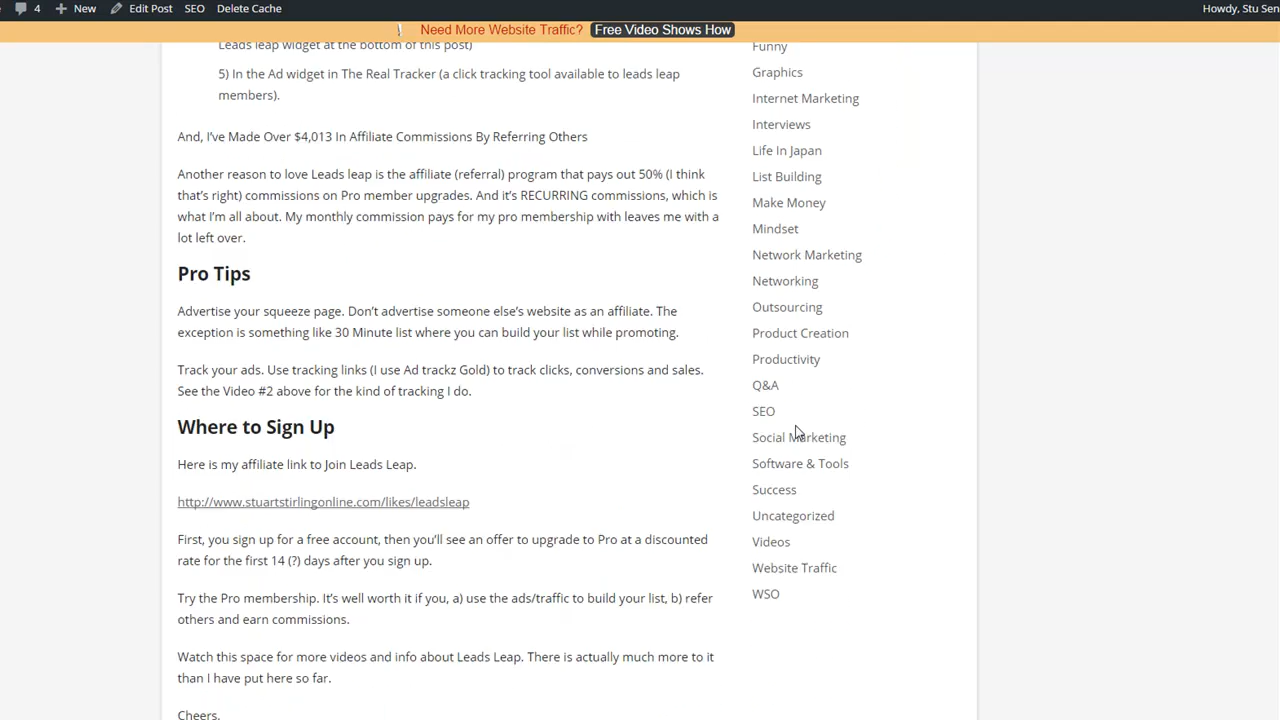 4 New Edit Post SEO Delete Cache Howdy, Stu Sen
Need More Website Traffic? Free Video Shows How
Leads leap widget at the bottom of this post)
5) In the Ad widget in The Real Tracker (a click tracking tool available to leads leap
members).
And, I've Made Over $4,013 In Affiliate Commissions By Referring Others
Another reason to love Leads leap is the affiliate (referral) program that pays out 50% (I think
that's right) commissions on Pro member upgrades. And it's RECURRING commissions, which is
what I'm all about. My monthly commission pays for my pro membership with leaves me with a
lot left over.
Pro Tips
Advertise your squeeze page. Don't advertise someone else's website as an affiliate. The
exception is something like 30 Minute list where you can build your list while promoting.
Track your ads. Use tracking links (I use Ad trackz Gold) to track clicks, conversions and sales.
See the Video #2 above for the kind of tracking I do.
Where to Sign Up
Here is my affiliate link to Join Leads Leap.
http://www.stuartstirlingonline.com/likes/leadsleap
First, you sign up for a free account, then you'll see an offer to upgrade to Pro at a discounted
rate for the first 14 (?) days after you sign up.
Try the Pro membership. It's well worth it if you, a) use the ads/traffic to build your list, b) refer
others and earn commissions.
Watch this space for more videos and info about Leads Leap. There is actually much more to it
than I have put here so far.
Cheers.
Funny
Graphics
Internet Marketing
Interviews
Life In Japan
List Building
Make Money
Mindset
Network Marketing
Networking
Outsourcing
Product Creation
Productivity
Q&A
SEO
Social Marketing
Software & Tools
Success
Uncategorized
Videos
Website Traffic
WSO